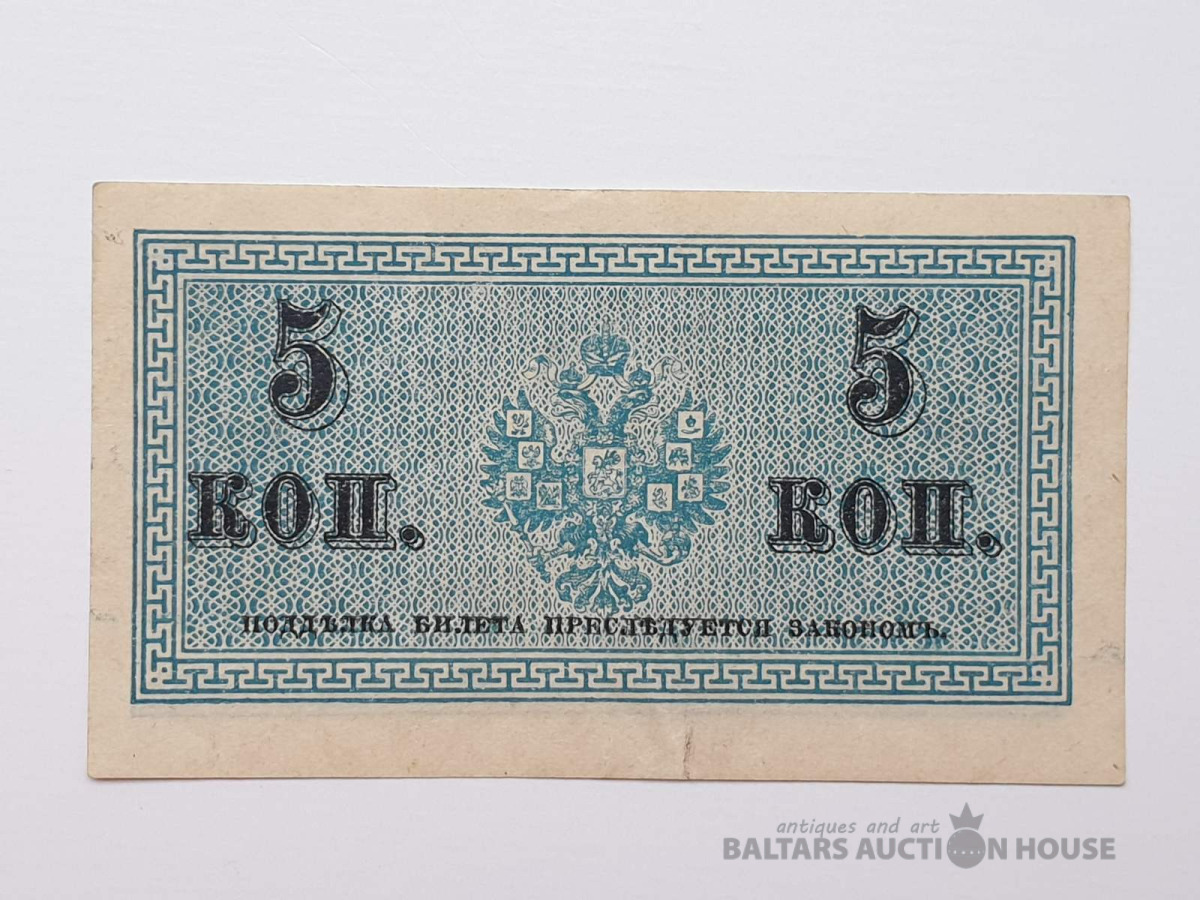 5 5
КОП. КОП.
ПОДДѢЛКА БИЛЕТА ПРЕСЛѢДУЕТСЯ ЗАКОНОМЪ.
antiques and art
BALTARS AUCTION HOUSE